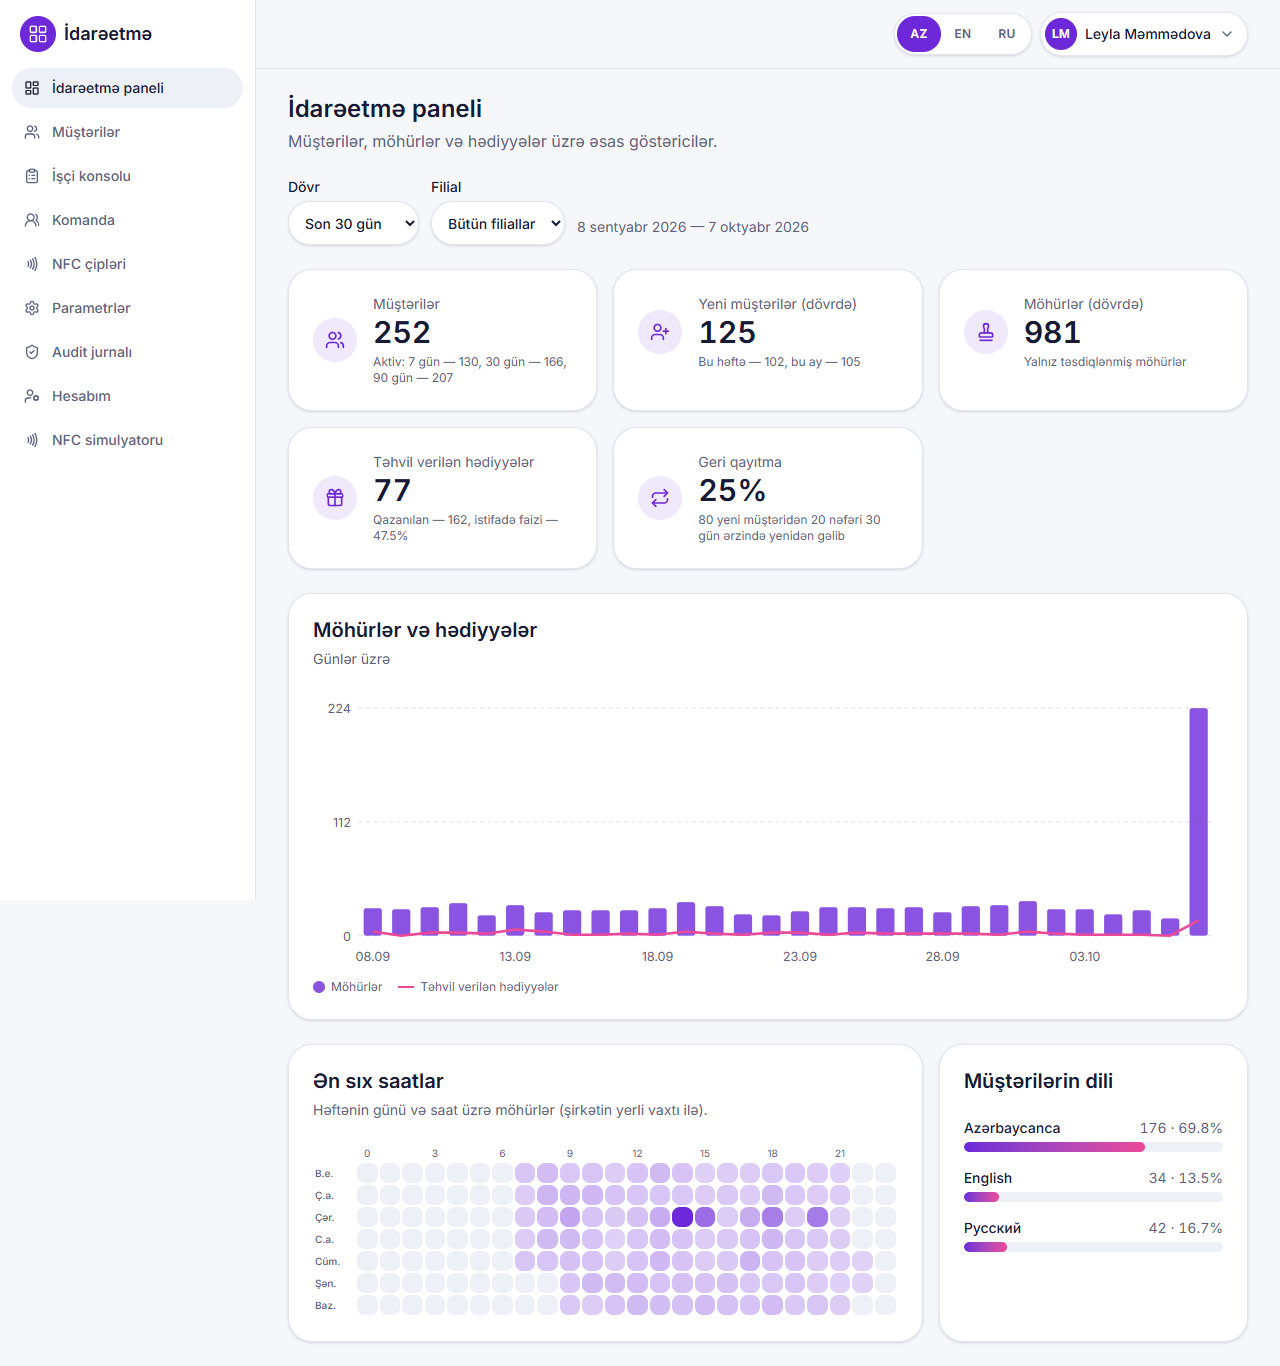 İdarəetmə
AZ EN RU
LM Leyla Məmmədova
İdarəetmə paneli
Müştərilər
İşçi konsolu
Komanda
NFC çipləri
Parametrlər
Audit jurnalı
Hesabım
NFC simulyatoru
İdarəetmə paneli
Müştərilər, möhürlər və hədiyyələr üzrə əsas göstəricilər.
Dövr Filial
Son 30 gün Bütün filiallar 8 sentyabr 2026 — 7 oktyabr 2026
Müştərilər
252
Aktiv: 7 gün — 130, 30 gün — 166,
90 gün — 207
Yeni müştərilər (dövrdə)
125
Bu həftə — 102, bu ay — 105
Möhürlər (dövrdə)
981
Yalnız təsdiqlənmiş möhürlər
Təhvil verilən hədiyyələr
77
Qazanılan — 162, istifadə faizi —
47.5%
Geri qayıtma
25%
80 yeni müştəridən 20 nəfəri 30
gün ərzində yenidən gəlib
Möhürlər və hədiyyələr
Günlər üzrə
224
112
0
08.09 13.09 18.09 23.09 28.09 03.10
Möhürlər Təhvil verilən hədiyyələr
Ən sıx saatlar
Həftənin günü və saat üzrə möhürlər (şirkətin yerli vaxtı ilə).
0 3 6 9 12 15 18 21
B.e.
Ç.a.
Çər.
C.a.
Cüm.
Şən.
Baz.
Müştərilərin dili
Azərbaycanca 176 · 69.8%
English 34 · 13.5%
Русский 42 · 16.7%